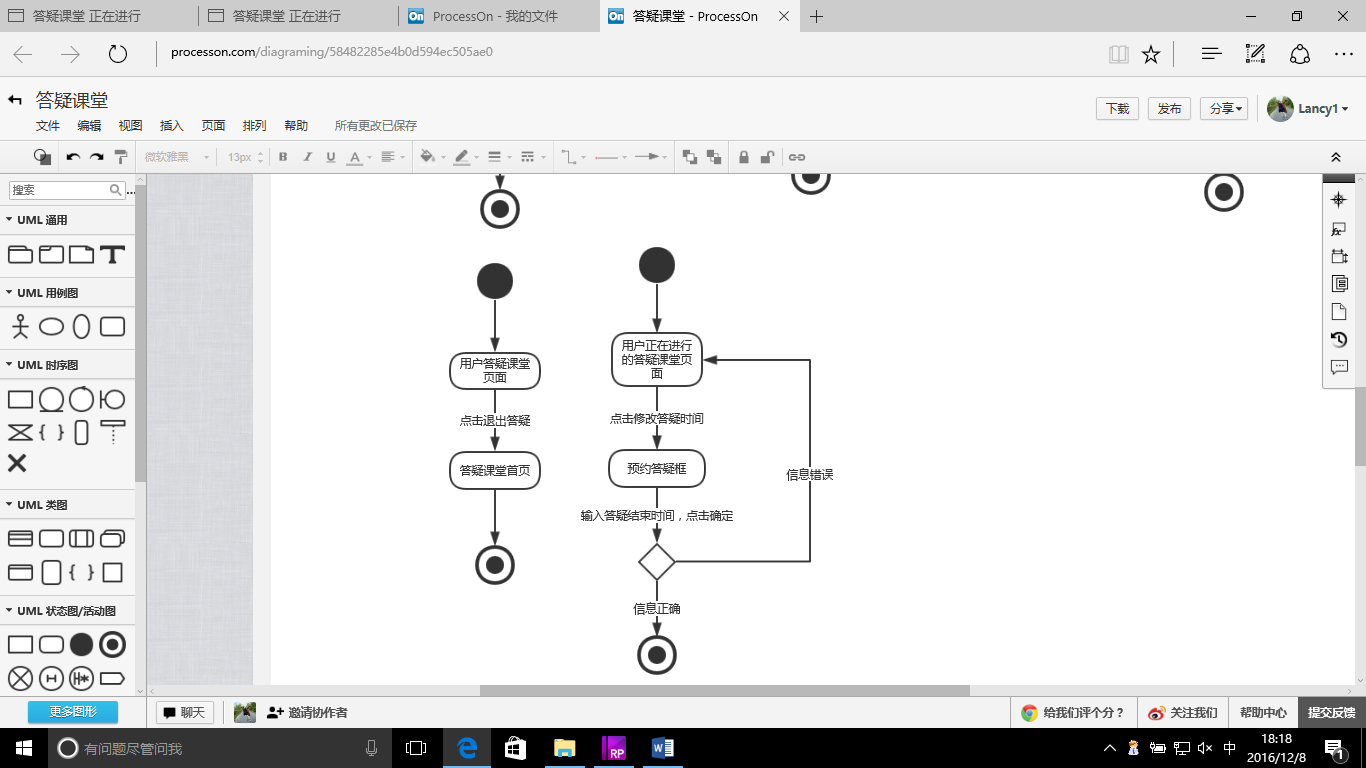 答疑课堂 正在进行
答疑课堂 正在进行
ProcessOn - 我的文件
答疑课堂 - ProcessOn
processon.com/diagraming/58482285e4b0d594ec505ae0
答疑课堂
文件 编辑 视图 插入 页面 排列 帮助 所有更改已保存
下载 发布 分享 Lancy1
微软雅黑 13px B I U A
搜索
UML 通用
UML 用例图
UML 时序图
UML 类图
UML 状态图/活动图
更多图形
用户答疑课堂
页面
点击退出答疑
答疑课堂首页
用户正在进行
的答疑课堂页
面
点击修改答疑时间
预约答疑框
输入答疑结束时间，点击确定
信息错误
信息正确
聊天 邀请协作者
给我们评个分？ 关注我们 帮助中心 提交反馈
有问题尽管问我
RP
中
18:18
2016/12/8
1